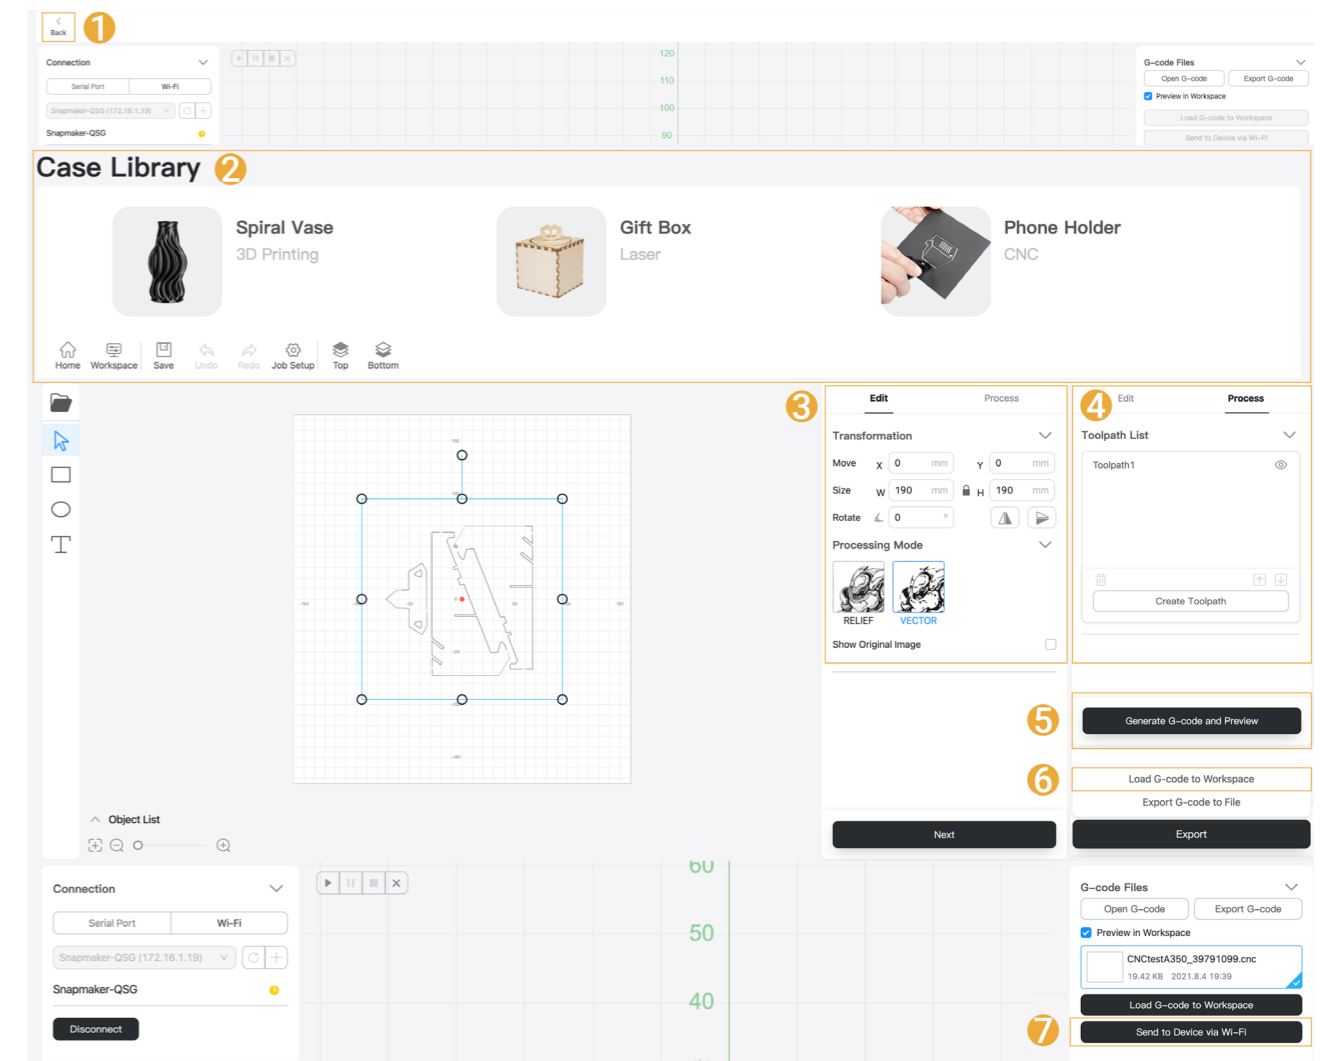 Back
1
Connection
Serial Port Wi-Fi
Snapmaker-QSG (172.16.1.19)
Snapmaker-QSG
120
110
100
90
G-code Files
Open G-code Export G-code
Preview in Workspace
Load G-code to Workspace
Send to Device via Wi-Fi
Case Library 2
Spiral Vase
3D Printing
Gift Box
Laser
Phone Holder
CNC
Home Workspace Save Undo Redo Job Setup Top Bottom
T
Object List
3
Edit Process
Transformation
Move X 0 mm Y 0 mm
Size W 190 mm H 190 mm
Rotate 0 °
Processing Mode
RELIEF VECTOR
Show Original Image
Next
4
Edit Process
Toolpath List
Toolpath1
Create Toolpath
5
Generate G-code and Preview
6
Load G-code to Workspace
Export G-code to File
Export
Connection
Serial Port Wi-Fi
Snapmaker-QSG (172.16.1.19)
Snapmaker-QSG
Disconnect
60
50
40
G-code Files
Open G-code Export G-code
Preview in Workspace
CNCtestA350_39791099.cnc
19.42 KB 2021.8.4 19:39
Load G-code to Workspace
7
Send to Device via Wi-Fi